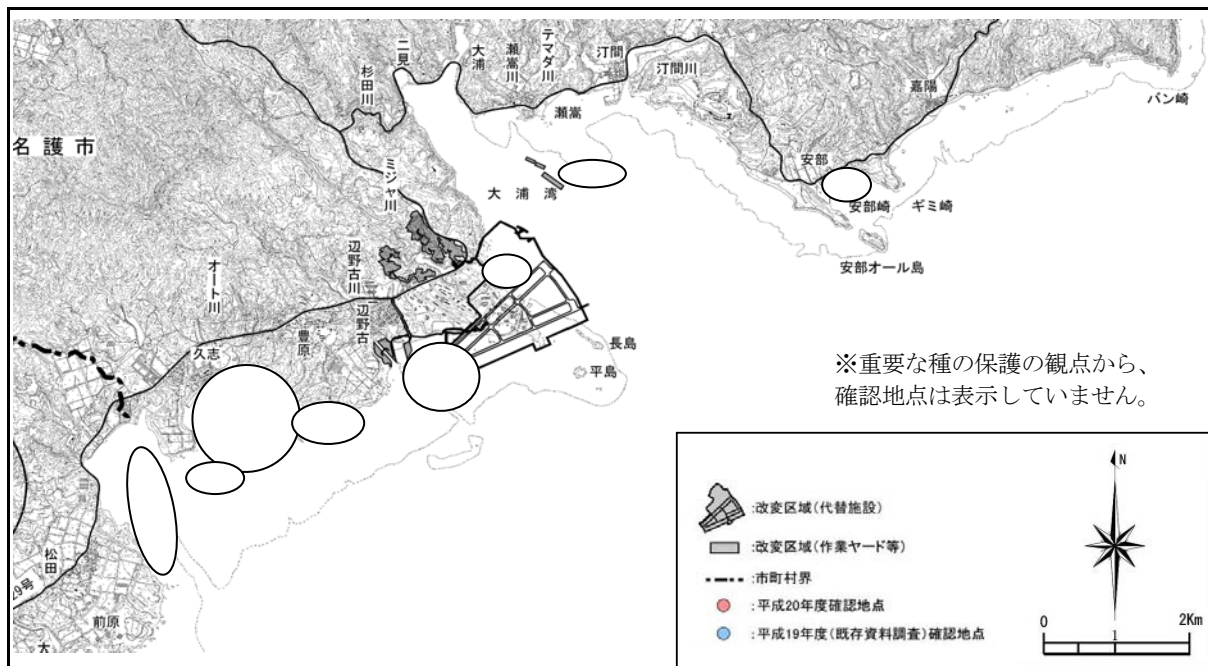 名護市
杉田川
二見
大浦
瀬嵩川
テマダ川
汀間
汀間川
瀬嵩
嘉陽
バン崎
安部
安部崎
ギミ崎
安部オール島
大浦湾
ミジャ川
辺野古川
辺野古
オート川
豊原
久志
長島
平島
松田
前原
29号
大
※重要な種の保護の観点から、
確認地点は表示していません。
:改変区域(代替施設)
:改変区域(作業ヤード等)
:市町村界
:平成20年度確認地点
:平成19年度(既存資料調査)確認地点
N
0 1 2Km